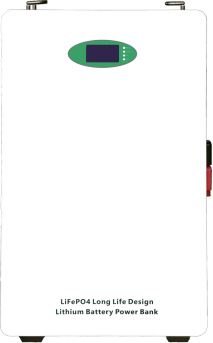 LiFePO4 Long Life Design
Lithium Battery Power Bank